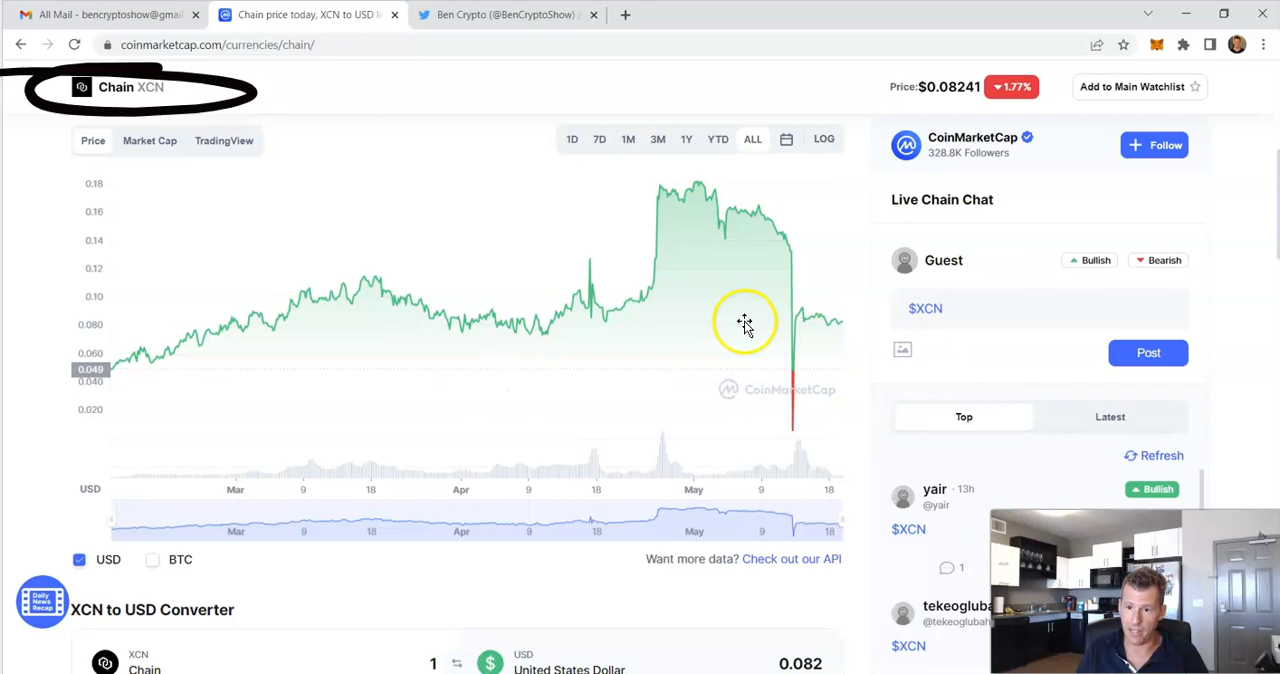 All Mail - bencryptoshow@gmail
Chain price today, XCN to USD li
Ben Crypto (@BenCryptoShow) /
coinmarketcap.com/currencies/chain/
Chain XCN
Price:$0.08241 1.77%
Add to Main Watchlist
Price Market Cap TradingView
1D 7D 1M 3M 1Y YTD ALL LOG
CoinMarketCap
328.8K Followers
Follow
Live Chain Chat
Guest
Bullish
Bearish
$XCN
Post
0.18
0.16
0.14
0.12
0.10
0.080
0.060
0.049
0.040
0.020
CoinMarketCap
USD
Mar 9 18 Apr 9 18 May 9 18
Mar 9 18 Apr 9 18 May 9 18
USD BTC
Want more data? Check out our API
Top Latest
Refresh
yair · 13h
@yair
Bullish
$XCN
1
tekeogluba
@tekeoglubah
$XCN
Daily
News
Recap
XCN to USD Converter
XCN
Chain
1
USD
United States Dollar
0.082